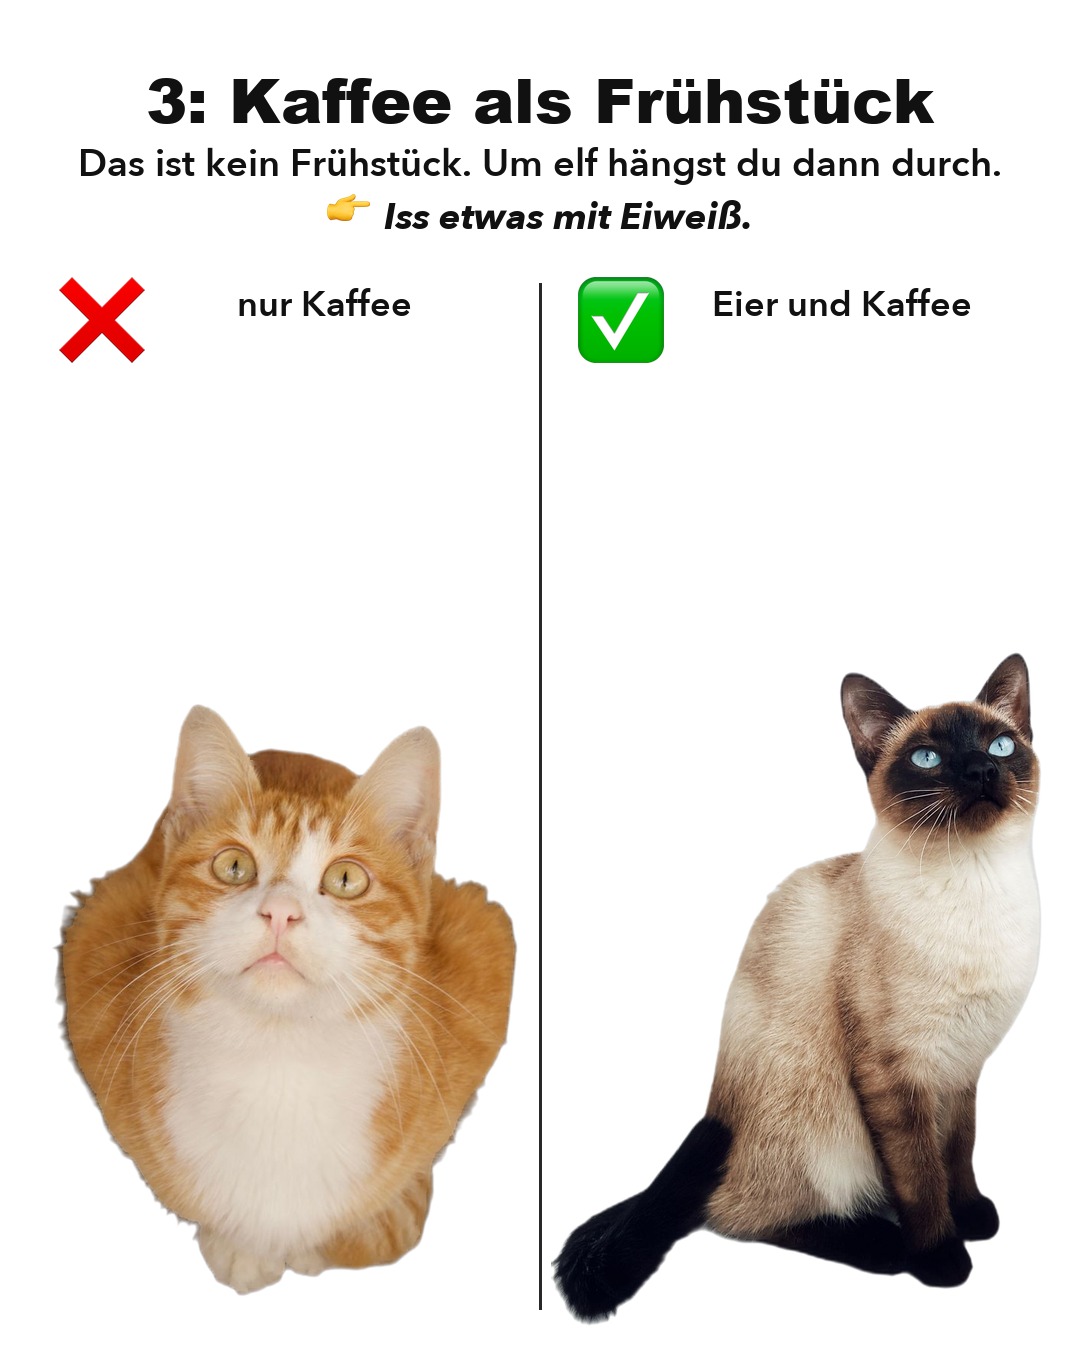 3: Kaffee als Frühstück
Das ist kein Frühstück. Um elf hängst du dann durch.
👉 Iss etwas mit Eiweiß.
❌ nur Kaffee
✅ Eier und Kaffee